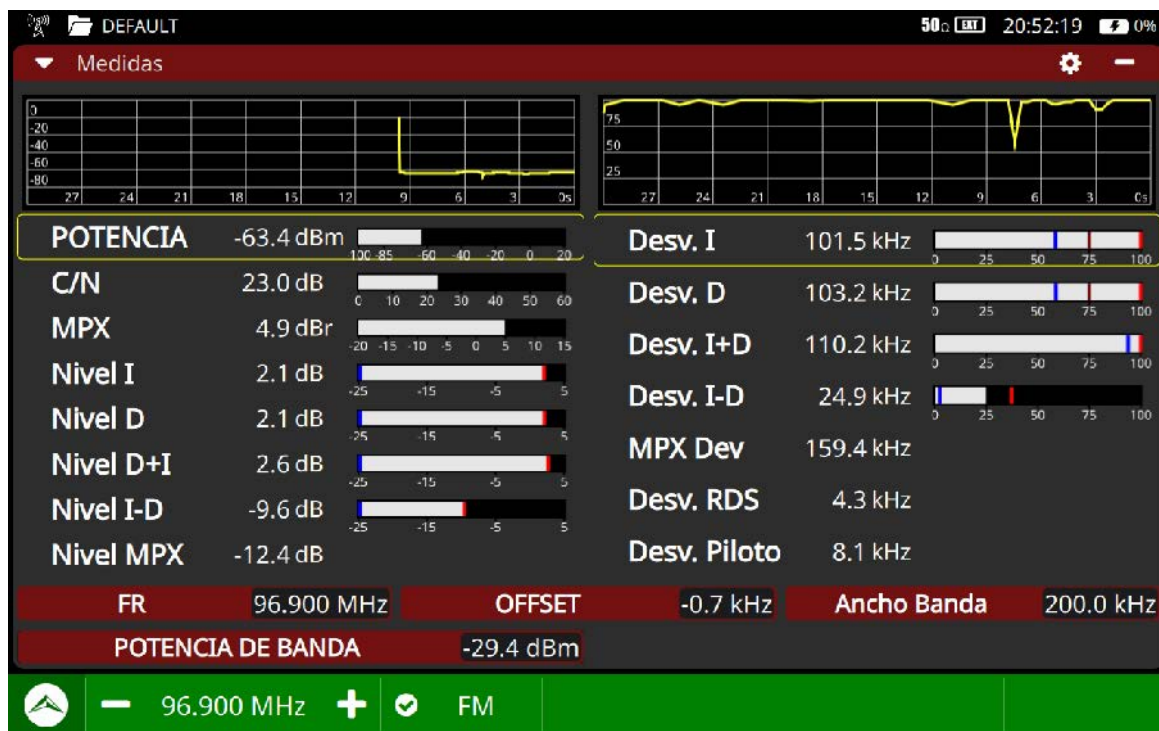 DEFAULT 50Ω EXT 20:52:19 0%
Medidas
0
-20
-40
-60
-80
27 24 21 18 15 12 9 6 3 0s
75
50
25
27 24 21 18 15 12 9 6 3 0s
POTENCIA -63.4 dBm
100 -85 -60 -40 -20 0 20
C/N 23.0 dB
0 10 20 30 40 50 60
MPX 4.9 dBr
-20 -15 -10 -5 0 5 10 15
Nivel I 2.1 dB
-25 -15 -5 5
Nivel D 2.1 dB
-25 -15 -5 5
Nivel D+I 2.6 dB
-25 -15 -5 5
Nivel I-D -9.6 dB
-25 -15 -5 5
Nivel MPX -12.4 dB
Desv. I 101.5 kHz
0 25 50 75 100
Desv. D 103.2 kHz
0 25 50 75 100
Desv. I+D 110.2 kHz
0 25 50 75 100
Desv. I-D 24.9 kHz
0 25 50 75 100
MPX Dev 159.4 kHz
Desv. RDS 4.3 kHz
Desv. Piloto 8.1 kHz
FR 96.900 MHz OFFSET -0.7 kHz Ancho Banda 200.0 kHz
POTENCIA DE BANDA -29.4 dBm
96.900 MHz FM